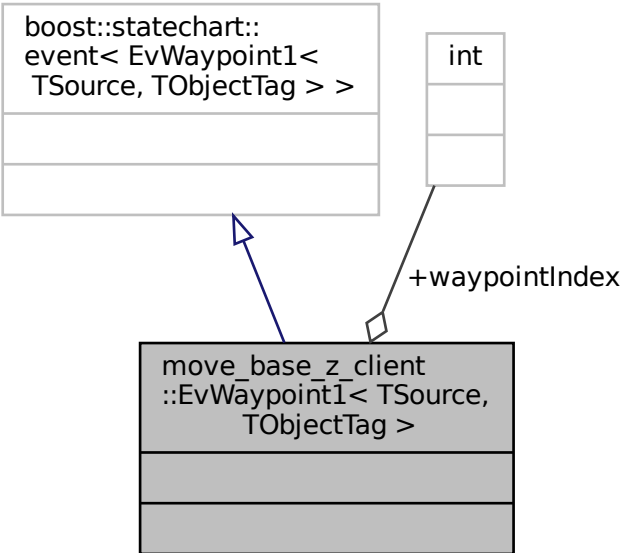 boost::statechart::
event< EvWaypoint1<
TSource, TObjectTag > >
int
+waypointIndex
move_base_z_client
::EvWaypoint1< TSource,
TObjectTag >